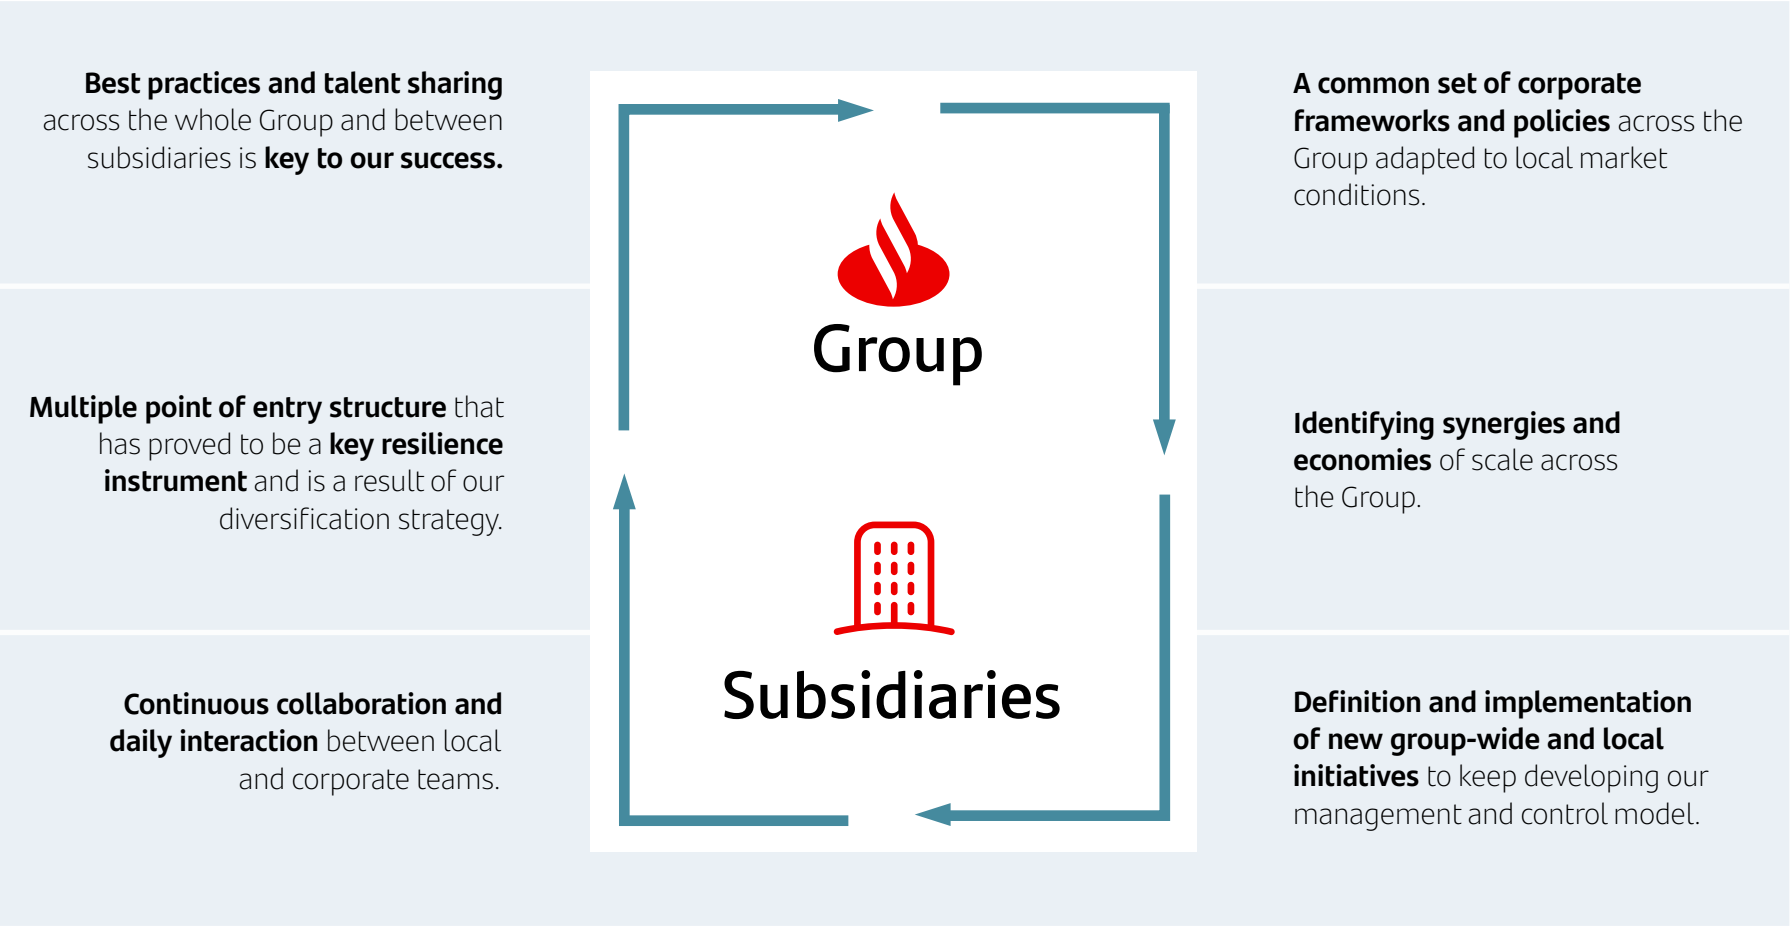 Best practices and talent sharing
across the whole Group and between
subsidiaries is key to our success.
Multiple point of entry structure that
has proved to be a key resilience
instrument and is a result of our
diversification strategy.
Continuous collaboration and
daily interaction between local
and corporate teams.
Group
Subsidiaries
A common set of corporate
frameworks and policies across the
Group adapted to local market
conditions.
Identifying synergies and
economies of scale across
the Group.
Definition and implementation
of new group-wide and local
initiatives to keep developing our
management and control model.